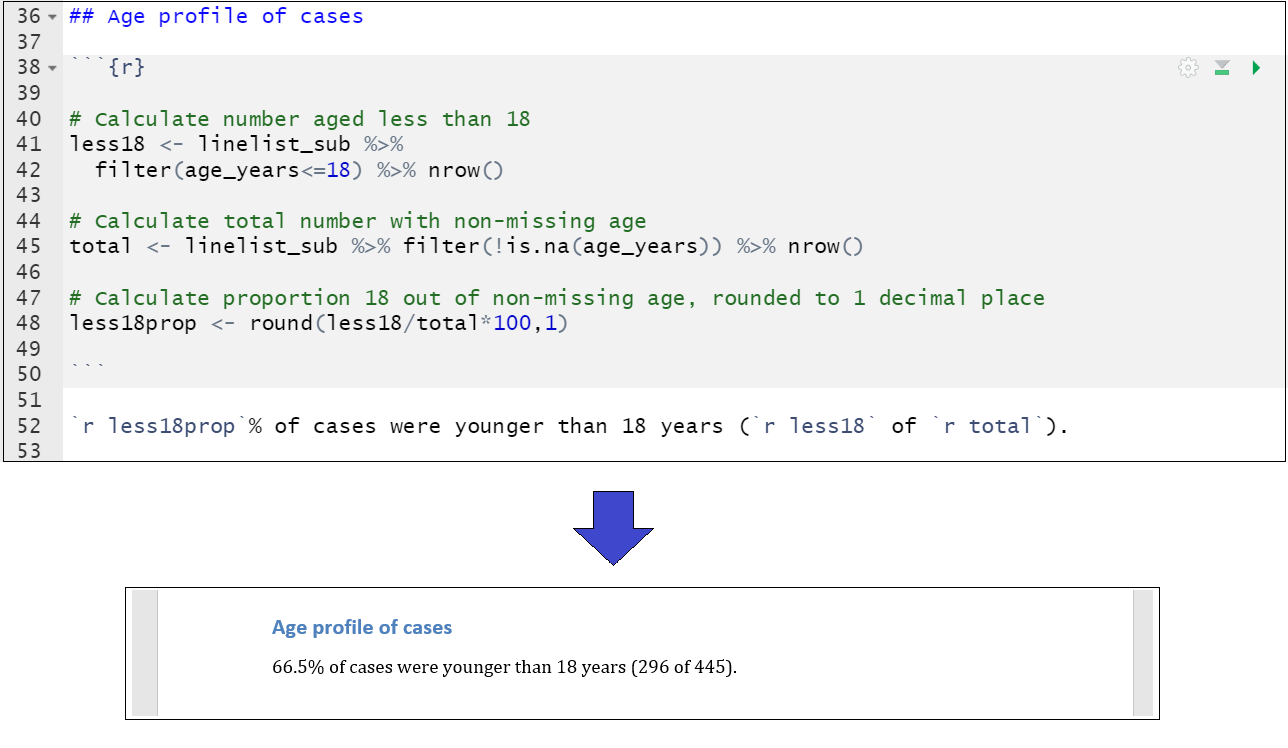 36 ## Age profile of cases
37
38 ```{r}
39
40 # Calculate number aged less than 18
41 less18 <- linelist_sub %>%
42   filter(age_years<=18) %>% nrow()
43
44 # Calculate total number with non-missing age
45 total <- linelist_sub %>% filter(!is.na(age_years)) %>% nrow()
46
47 # Calculate proportion 18 out of non-missing age, rounded to 1 decimal place
48 less18prop <- round(less18/total*100,1)
49
50 ```
51
52 `r less18prop`% of cases were younger than 18 years (`r less18` of `r total`).
53
Age profile of cases
66.5% of cases were younger than 18 years (296 of 445).